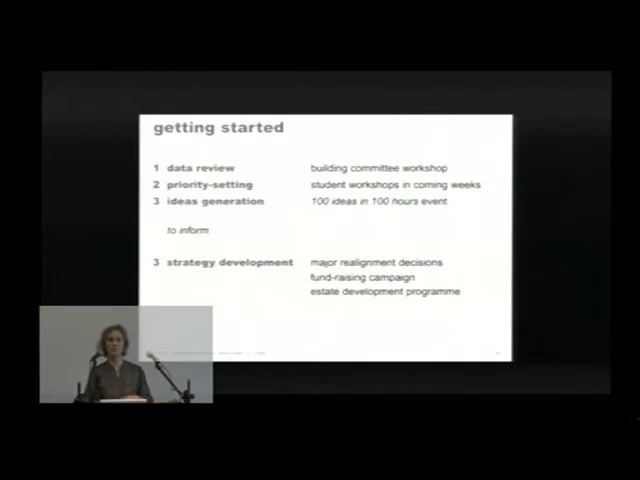 getting started
1 data review building committee workshop
2 priority-setting student workshops in coming weeks
3 ideas generation 100 ideas in 100 hours event
to inform
3 strategy development major realignment decisions
fund-raising campaign
estate development programme